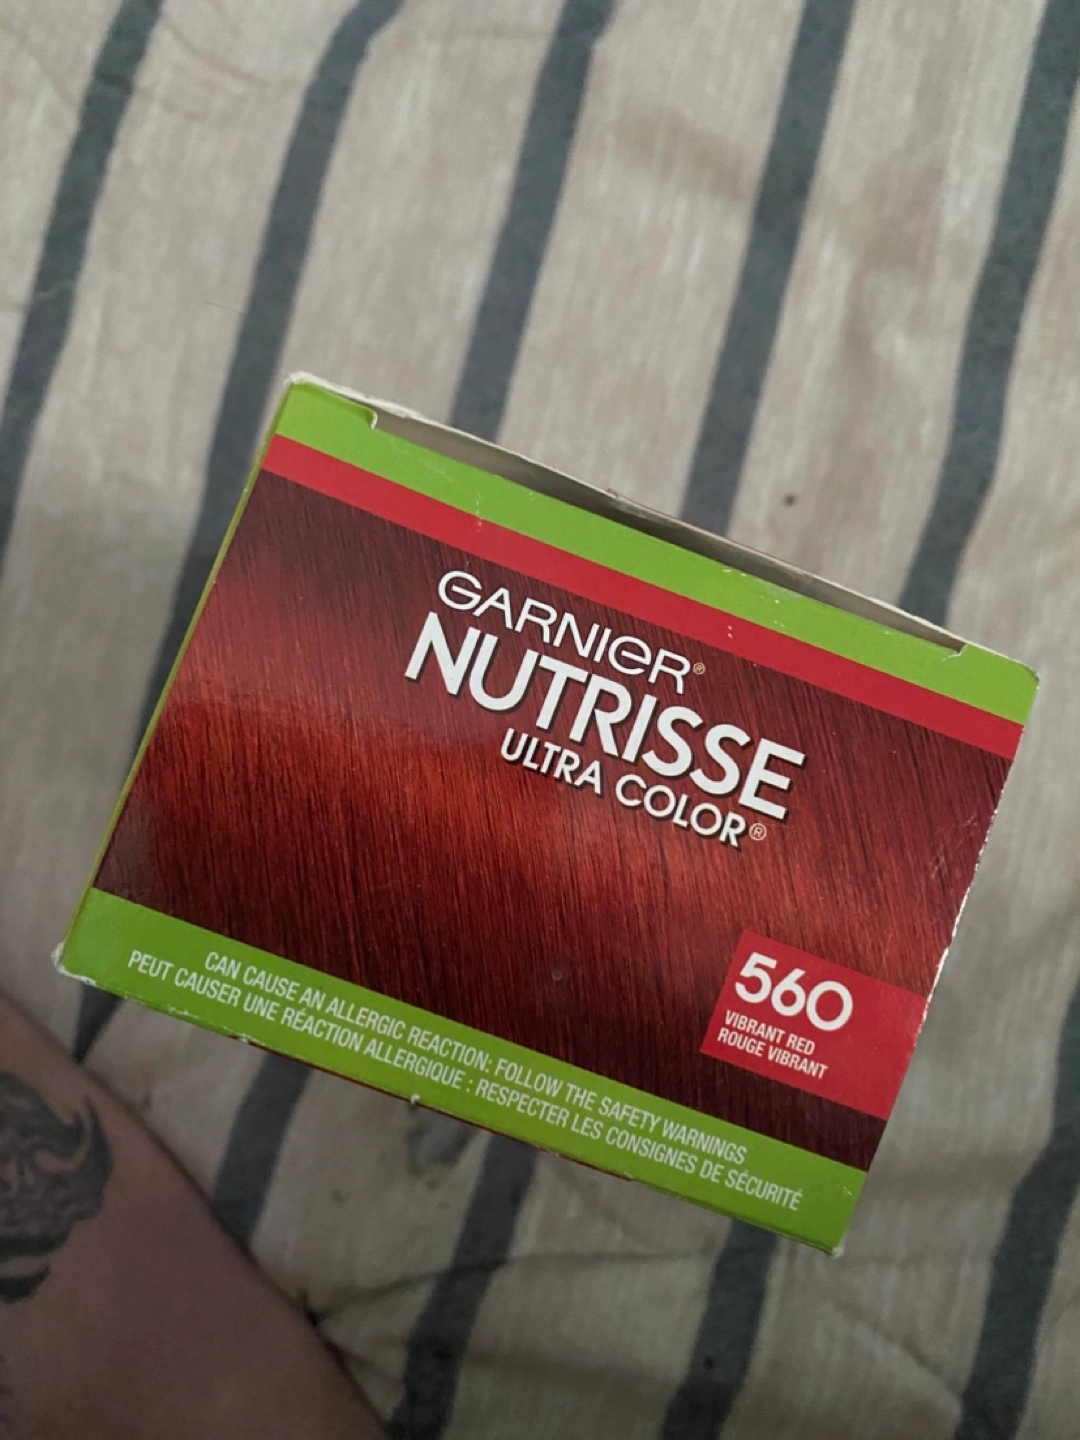 GARNIER®
NUTRISSE
ULTRA COLOR®
560
VIBRANT RED
ROUGE VIBRANT
CAN CAUSE AN ALLERGIC REACTION: FOLLOW THE SAFETY WARNINGS
PEUT CAUSER UNE RÉACTION ALLERGIQUE : RESPECTER LES CONSIGNES DE SÉCURITÉ